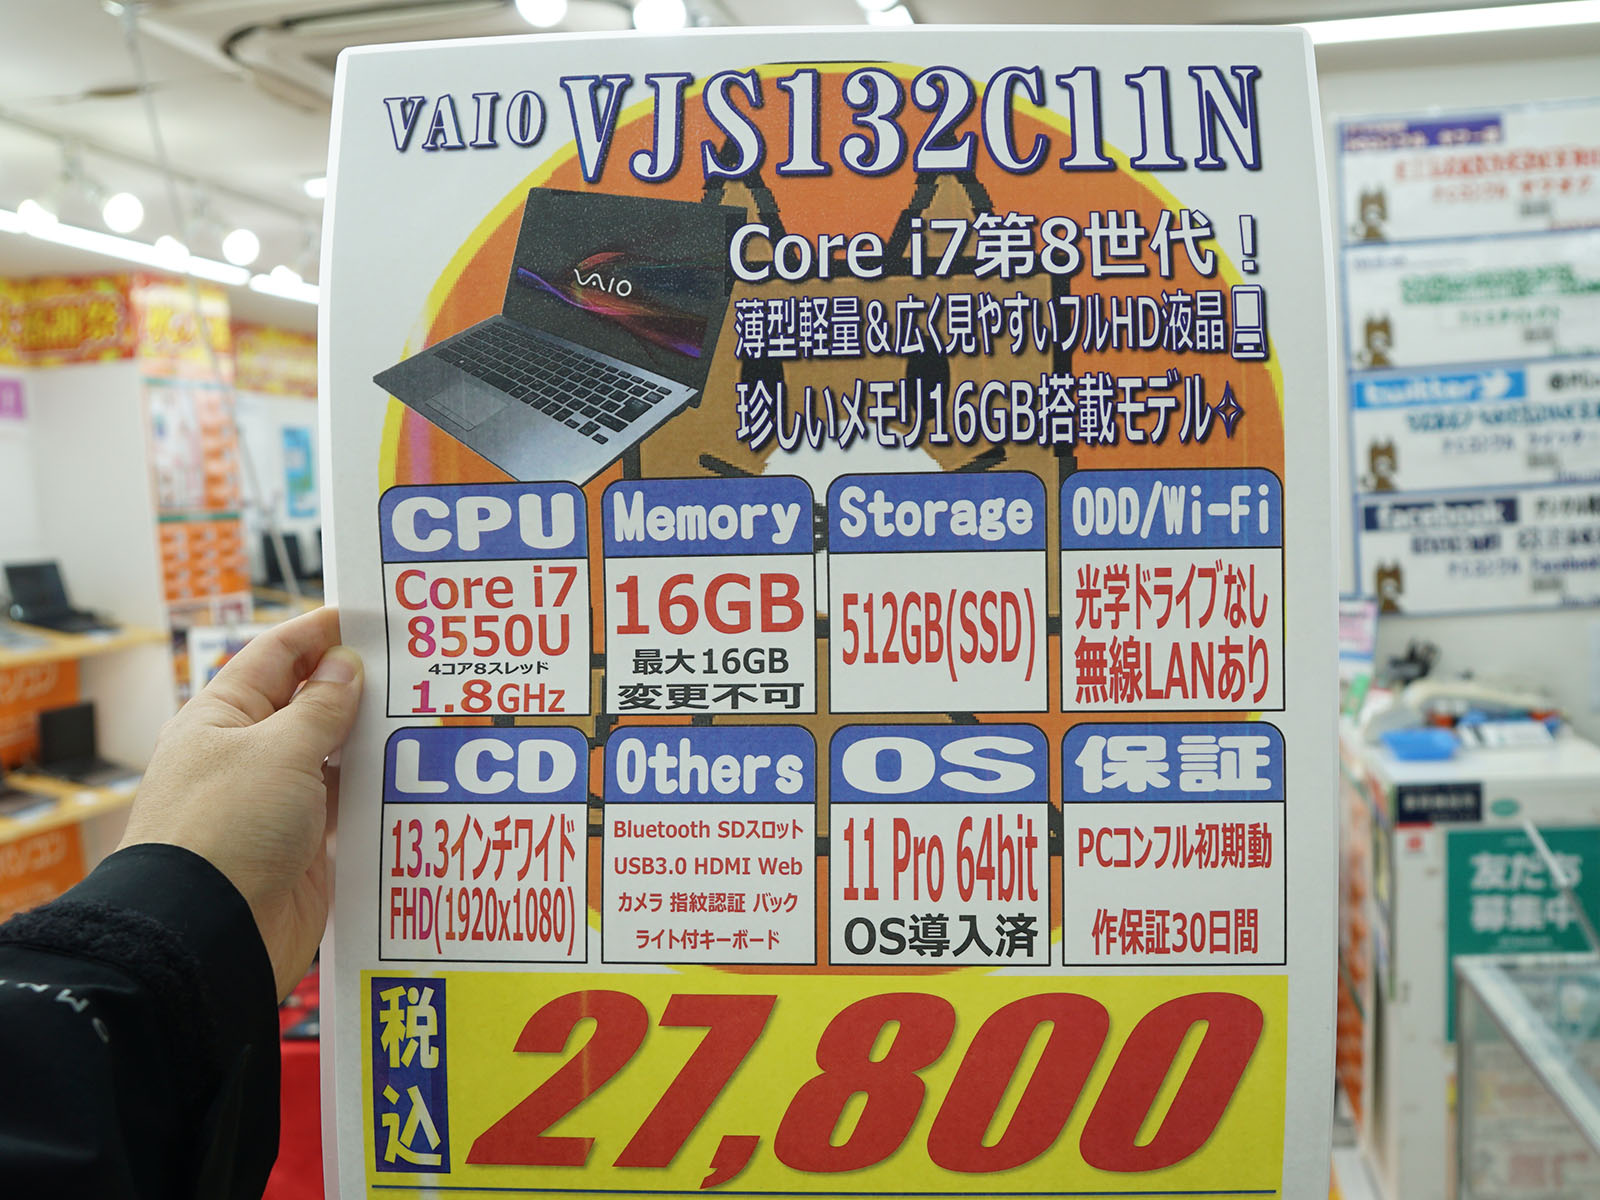 VAIO VJS132C11N
VAIO
Core i7第8世代！
薄型軽量＆広く見やすいフルHD液晶
珍しいメモリ16GB搭載モデル
CPU
Core i7
8550U
4コア8スレッド
1.8GHz
Memory
16GB
最大16GB
変更不可
Storage
512GB(SSD)
ODD/Wi-Fi
光学ドライブなし
無線LANあり
LCD
13.3インチワイド
FHD(1920x1080)
Others
Bluetooth SDスロット
USB3.0 HDMI Web
カメラ 指紋認証 バック
ライト付キーボード
OS
11 Pro 64bit
OS導入済
保証
PCコンフル初期動
作保証30日間
税込
27,800
twitter
facebook
友だち
募集中